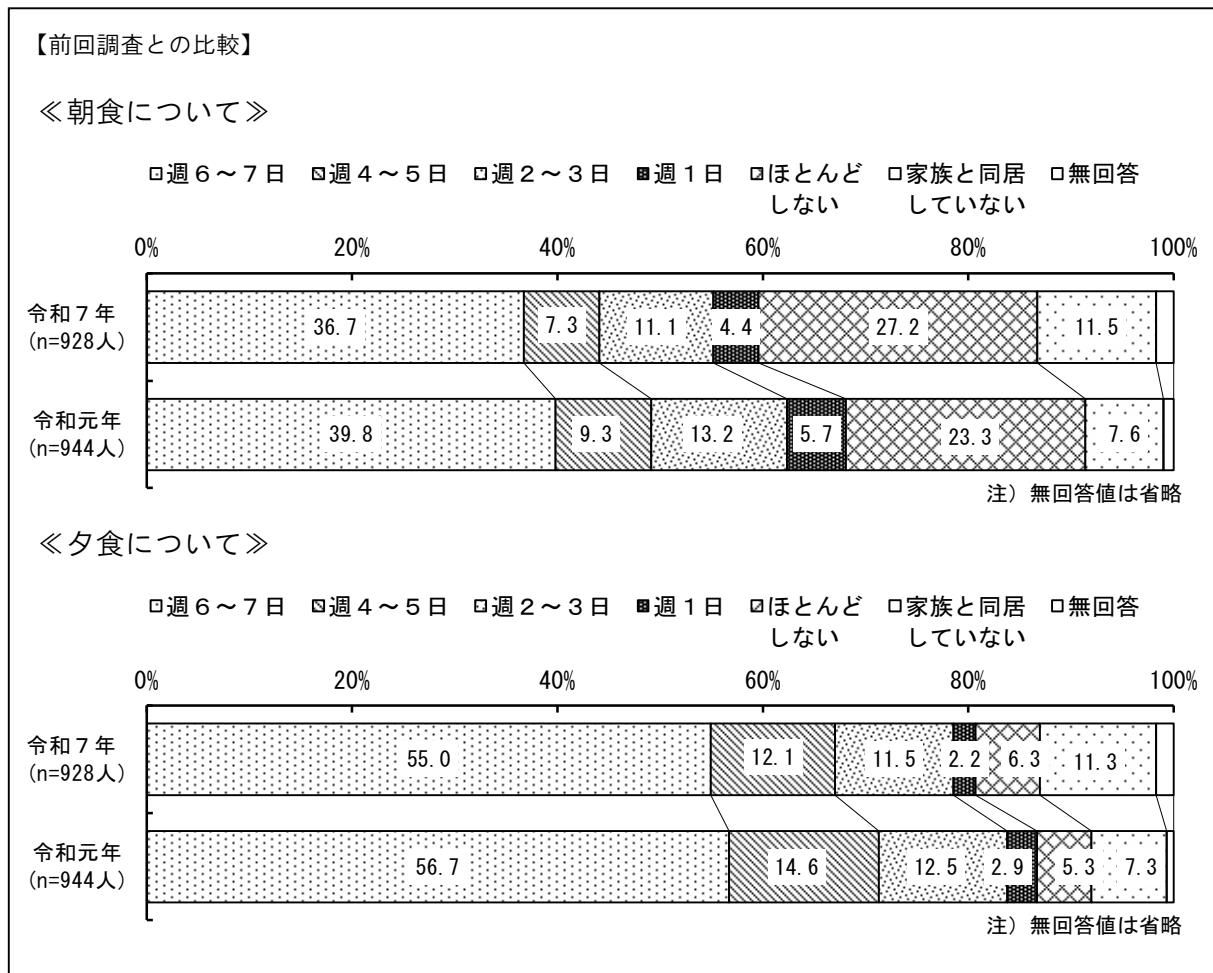 【前回調査との比較】
≪朝食について≫
週６～７日 週４～５日 週２～３日 週１日 ほとんど 家族と同居 無回答
しない していない
0% 20% 40% 60% 80% 100%
令和７年
36.7 7.3 11.1 4.4 27.2 11.5
(n=928人)
令和元年
39.8 9.3 13.2 5.7 23.3 7.6
(n=944人)
注）無回答値は省略
≪夕食について≫
週６～７日 週４～５日 週２～３日 週１日 ほとんど 家族と同居 無回答
しない していない
0% 20% 40% 60% 80% 100%
令和７年
55.0 12.1 11.5 2.2 6.3 11.3
(n=928人)
令和元年
56.7 14.6 12.5 2.9 5.3 7.3
(n=944人)
注）無回答値は省略